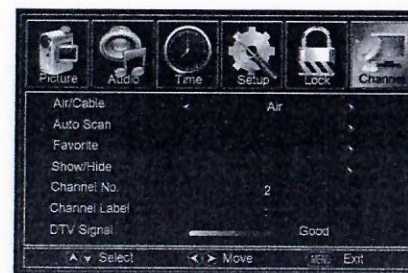 Picture Audio Time Setup Lock Channel
Air/Cable Air
Auto Scan
Favorite
Show/Hide
Channel No. 2
Channel Label :
DTV Signal Good
Select Move MENU Exit